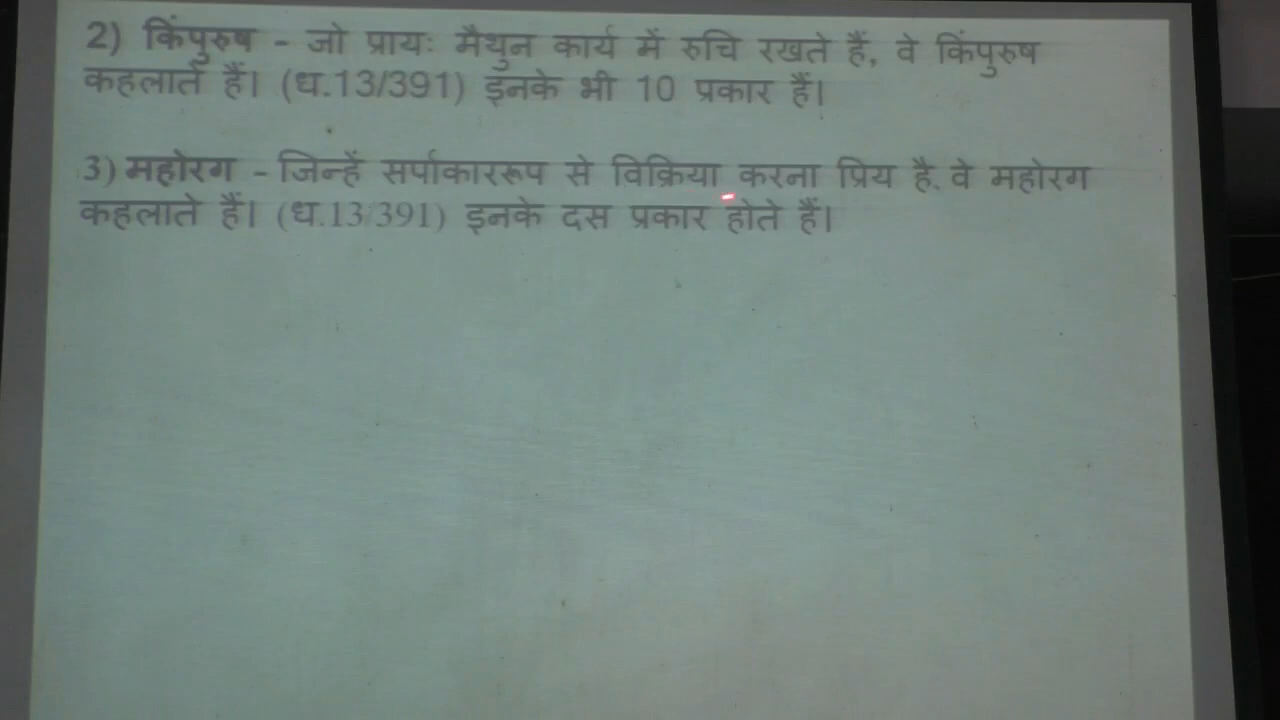 2) किंपुरुष - जो प्रायः मैथुन कार्य में रुचि रखते हैं, वे किंपुरुष
कहलाते हैं। (ध.13/391) इनके भी 10 प्रकार हैं।
3) महोरग - जिन्हें सर्पाकाररूप से विक्रिया करना प्रिय है, वे महोरग
कहलाते हैं। (ध.13/391) इनके दस प्रकार होते हैं।